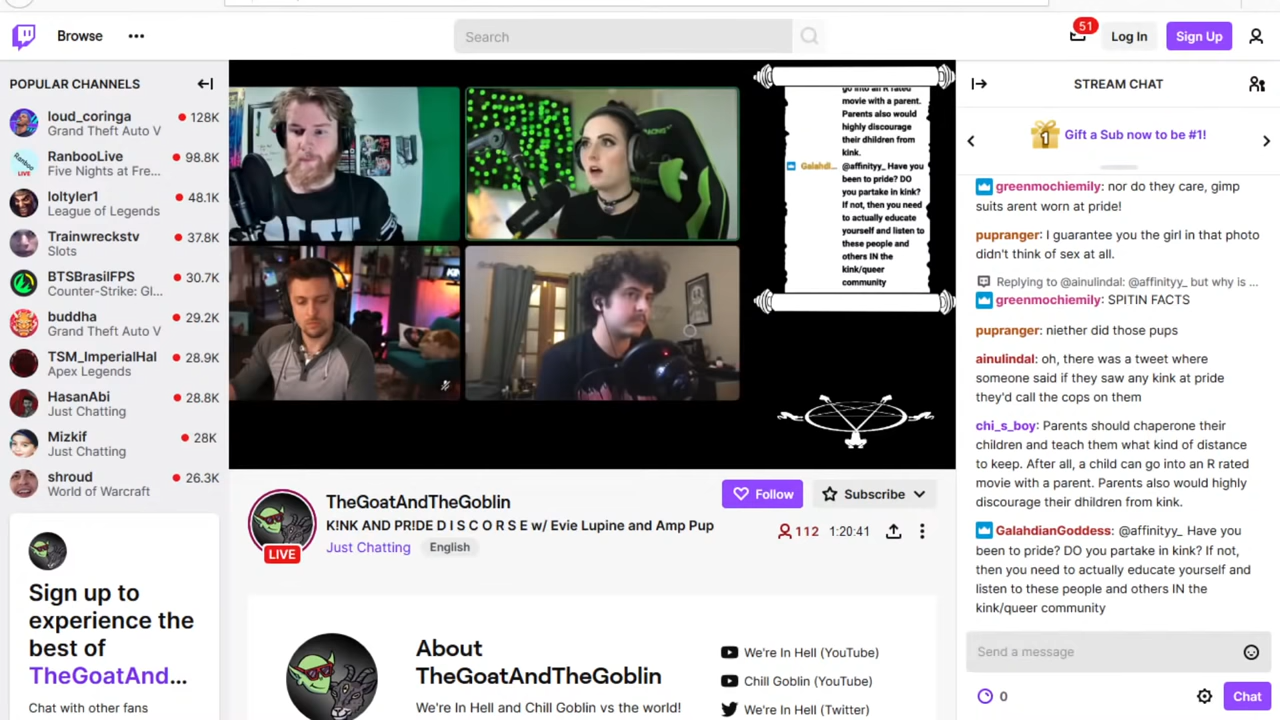 Browse
Search
51
Log In
Sign Up
POPULAR CHANNELS
loud_coringa
128K
Grand Theft Auto V
RanbooLive
98.8K
Five Nights at Fre...
loltyler1
48.1K
League of Legends
Trainwreckstv
37.8K
Slots
BTSBrasilFPS
30.7K
Counter-Strike: Gl...
buddha
29.2K
Grand Theft Auto V
TSM_ImperialHal
28.9K
Apex Legends
HasanAbi
28.8K
Just Chatting
Mizkif
28K
Just Chatting
shroud
26.3K
World of Warcraft
Sign up to
experience the
best of
TheGoatAnd...
Chat with other fans
go into an R rated
movie with a parent.
Parents also would
highly discourage
their dhildren from
kink.
Galahdi... @affinityy_ Have you
been to pride? DO
you partake in kink?
If not, then you need
to actually educate
yourself and listen to
these people and
others IN the
kink/queer
community
LIVE
TheGoatAndTheGoblin
K!NK AND PR!DE D I S C O R S E w/ Evie Lupine and Amp Pup
Just Chatting English
Follow
Subscribe
112 1:20:41
About
TheGoatAndTheGoblin
We're In Hell and Chill Goblin vs the world!
We're In Hell (YouTube)
Chill Goblin (YouTube)
We're In Hell (Twitter)
STREAM CHAT
1 Gift a Sub now to be #1!
greenmochiemily: nor do they care, gimp
suits arent worn at pride!
pupranger: I guarantee you the girl in that photo
didn't think of sex at all.
Replying to @ainulindal: @affinityy_ but why is ...
greenmochiemily: SPITIN FACTS
pupranger: niether did those pups
ainulindal: oh, there was a tweet where
someone said if they saw any kink at pride
they'd call the cops on them
chi_s_boy: Parents should chaperone their
children and teach them what kind of distance
to keep. After all, a child can go into an R rated
movie with a parent. Parents also would highly
discourage their dhildren from kink.
GalahdianGoddess: @affinityy_ Have you
been to pride? DO you partake in kink? If not,
then you need to actually educate yourself and
listen to these people and others IN the
kink/queer community
Send a message
0
Chat